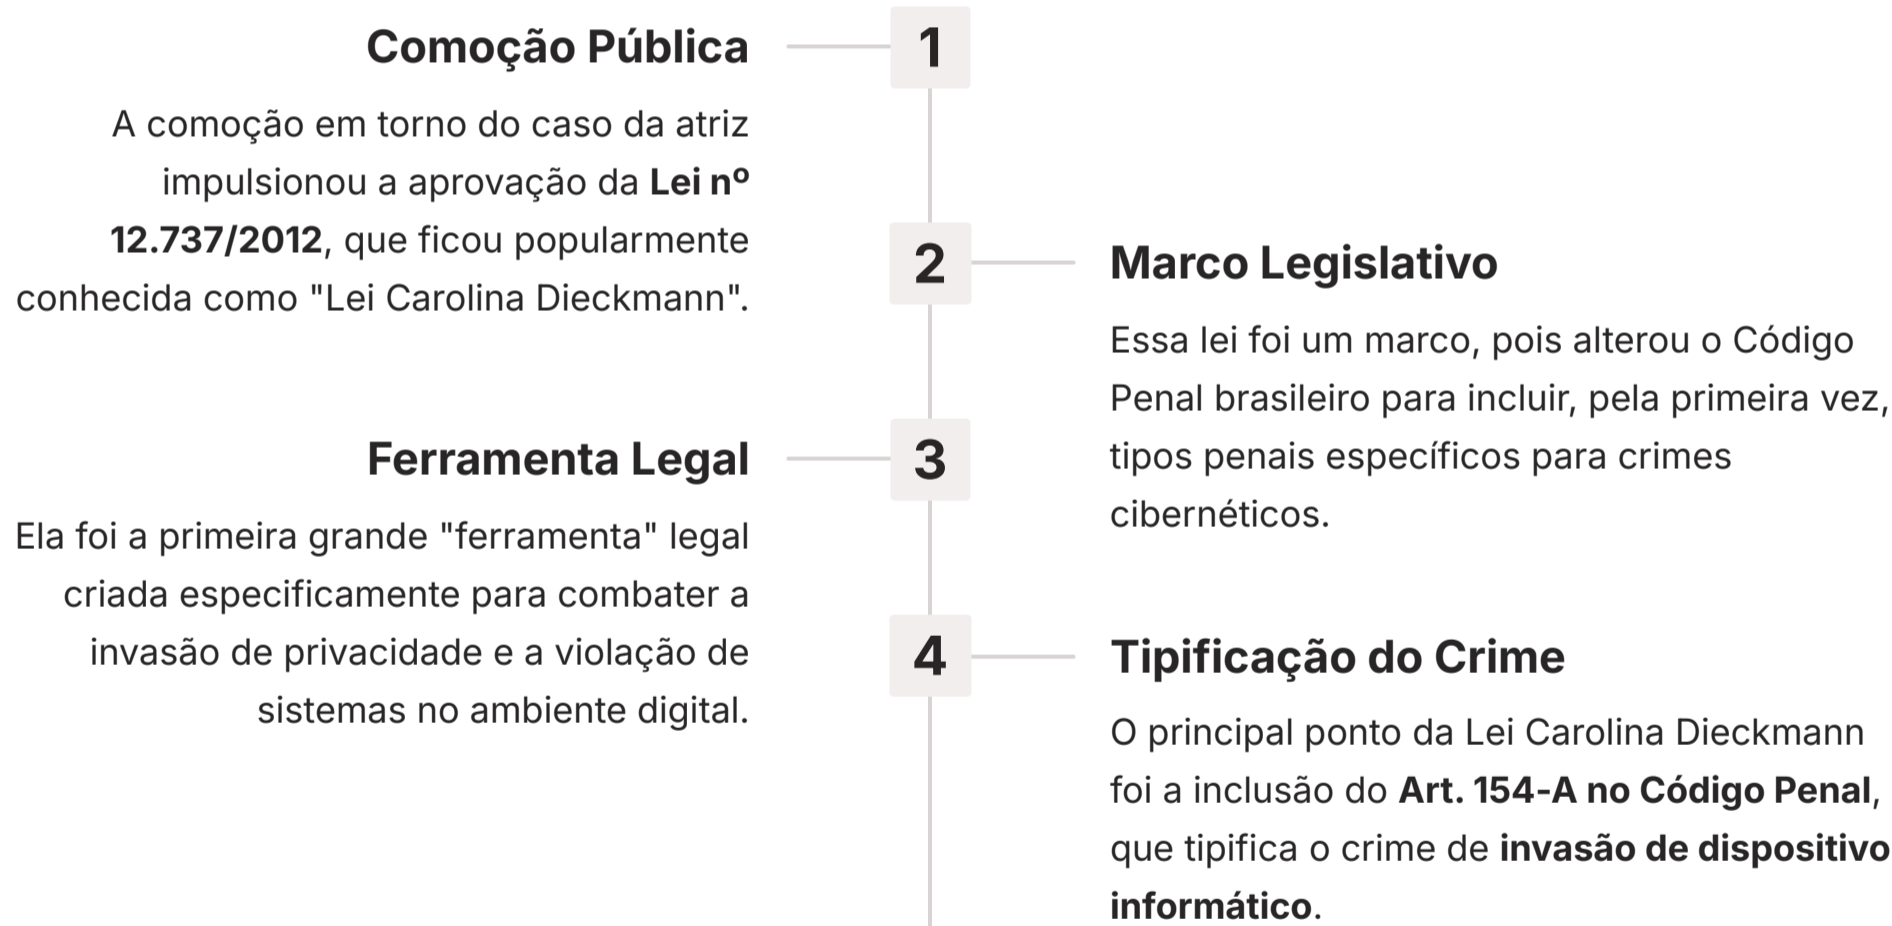 Comoção Pública
1
A comoção em torno do caso da atriz
impulsionou a aprovação da Lei nº
12.737/2012, que ficou popularmente
conhecida como "Lei Carolina Dieckmann".
2
Marco Legislativo
Essa lei foi um marco, pois alterou o Código
Penal brasileiro para incluir, pela primeira vez,
tipos penais específicos para crimes
cibernéticos.
Ferramenta Legal
3
Ela foi a primeira grande "ferramenta" legal
criada especificamente para combater a
invasão de privacidade e a violação de
sistemas no ambiente digital.
4
Tipificação do Crime
O principal ponto da Lei Carolina Dieckmann
foi a inclusão do Art. 154-A no Código Penal,
que tipifica o crime de invasão de dispositivo
informático.